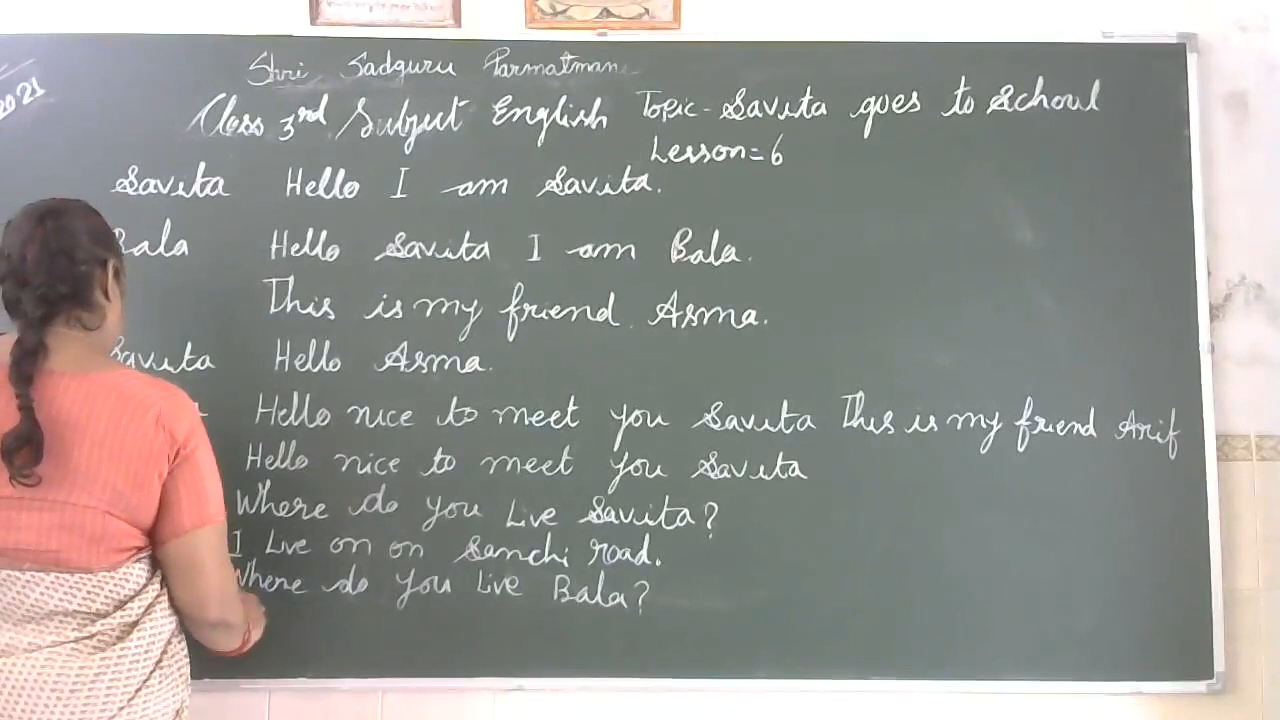 2021
Shri Sadguru Parmatman
Class 3rd Subject English Topic - Savita goes to School
Lesson = 6
Savita Hello I am Savita.
Bala Hello Savita I am Bala.
This is my friend Asma.
Savita Hello Asma.
Hello nice to meet you Savita This is my friend Arif
Hello nice to meet you Savita
Where do you Live Savita?
I Live on on Sanchi road.
Where do you Live Bala?